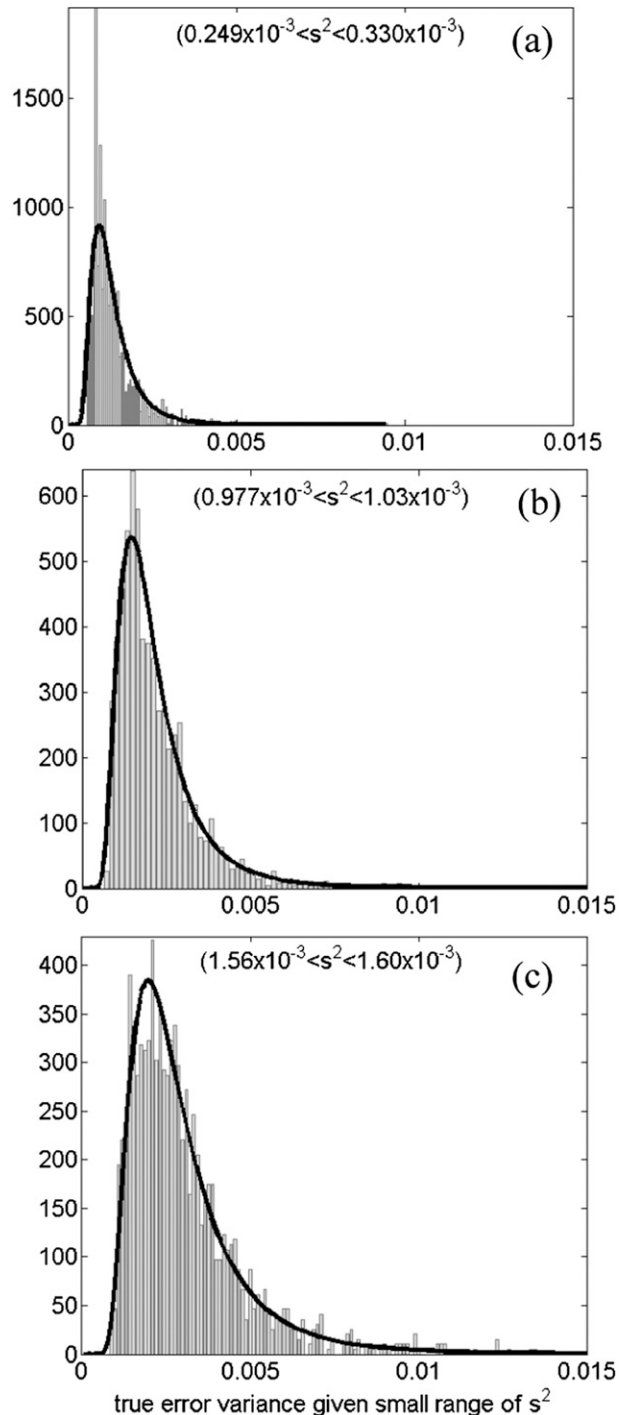 (0.249x10⁻³<s²<0.330x10⁻³)
(a)
1500
1000
500
0
0 0.005 0.01 0.015
(0.977x10⁻³<s²<1.03x10⁻³)
(b)
600
500
400
300
200
100
0
0 0.005 0.01 0.015
(1.56x10⁻³<s²<1.60x10⁻³)
(c)
400
350
300
250
200
150
100
50
0
0 0.005 0.01 0.015
true error variance given small range of s²